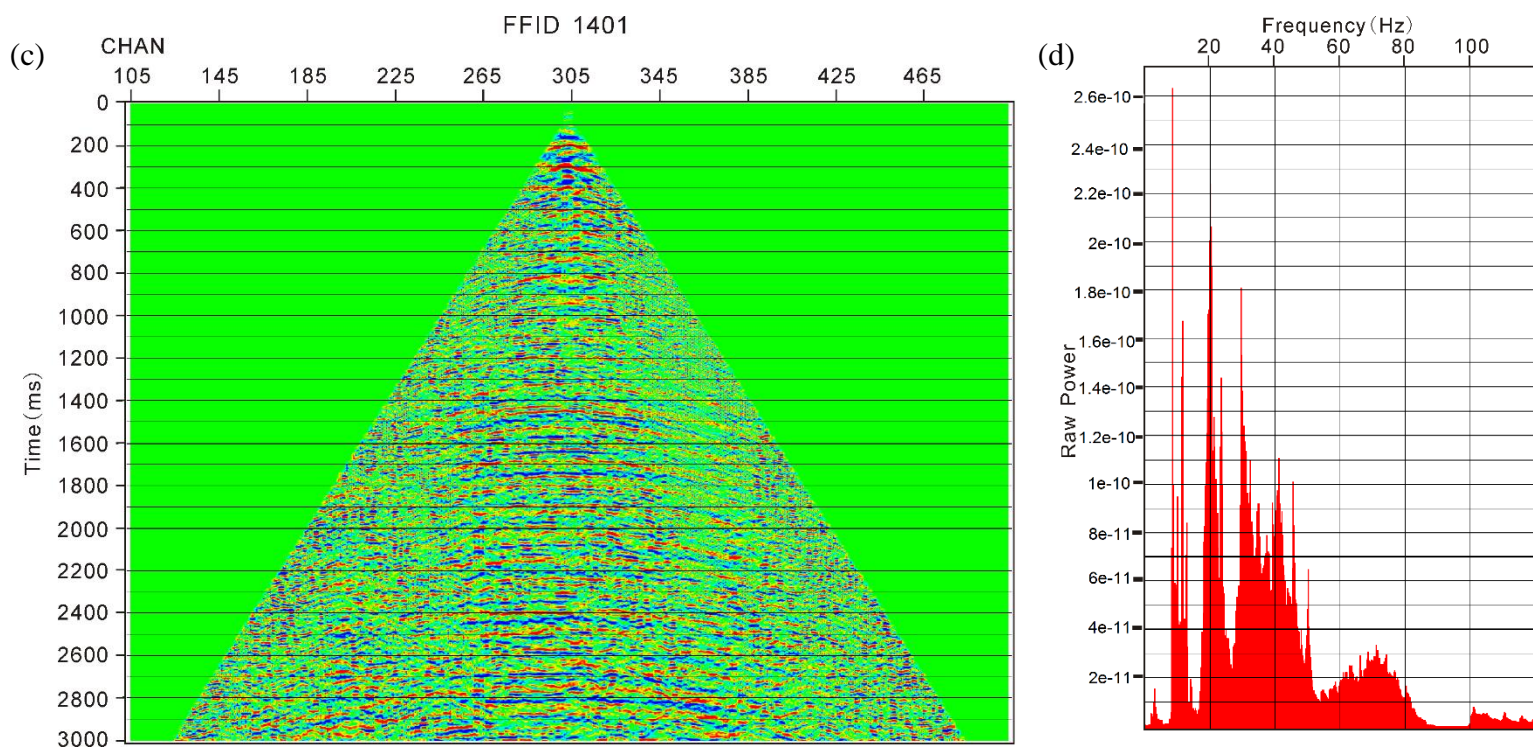 FFID 1401
(c)
CHAN
105 145 185 225 265 305 345 385 425 465
Time(ms)
0
200
400
600
800
1000
1200
1400
1600
1800
2000
2200
2400
2600
2800
3000
(d)
Frequency(Hz)
20 40 60 80 100
Raw Power
2.6e-10
2.4e-10
2.2e-10
2e-10
1.8e-10
1.6e-10
1.4e-10
1.2e-10
1e-10
8e-11
6e-11
4e-11
2e-11